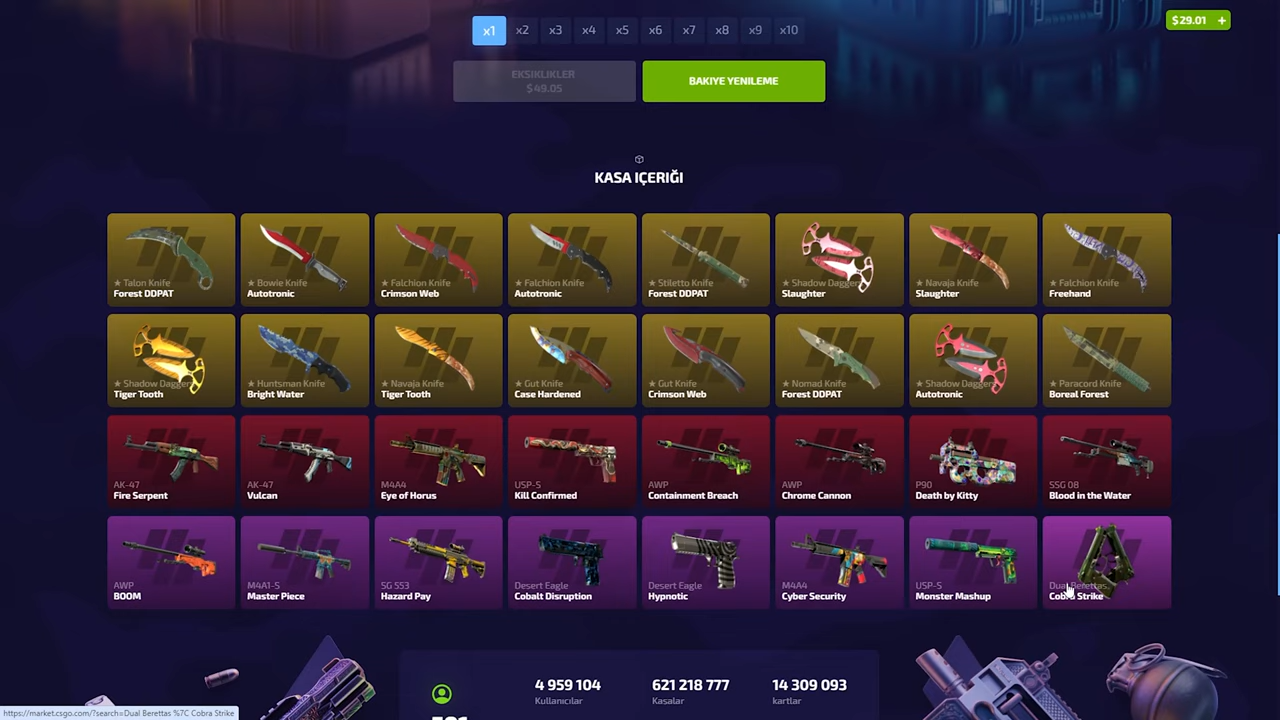 $29.01 +
x1 x2 x3 x4 x5 x6 x7 x8 x9 x10
EKSIKLIKLER
$49.05
BAKIYE YENILEME
KASA IÇERIĞI
★ Talon Knife
Forest DDPAT
★ Bowie Knife
Autotronic
★ Falchion Knife
Crimson Web
★ Falchion Knife
Autotronic
★ Stiletto Knife
Forest DDPAT
★ Shadow Daggers
Slaughter
★ Navaja Knife
Slaughter
★ Falchion Knife
Freehand
★ Shadow Daggers
Tiger Tooth
★ Huntsman Knife
Bright Water
★ Navaja Knife
Tiger Tooth
★ Gut Knife
Case Hardened
★ Gut Knife
Crimson Web
★ Nomad Knife
Forest DDPAT
★ Shadow Daggers
Autotronic
★ Paracord Knife
Boreal Forest
AK-47
Fire Serpent
AK-47
Vulcan
M4A4
Eye of Horus
USP-S
Kill Confirmed
AWP
Containment Breach
AWP
Chrome Cannon
P90
Death by Kitty
SSG 08
Blood in the Water
AWP
BOOM
M4A1-S
Master Piece
SG 553
Hazard Pay
Desert Eagle
Cobalt Disruption
Desert Eagle
Hypnotic
M4A4
Cyber Security
USP-S
Monster Mashup
Dual Berettas
Cobra Strike
4 959 104
Kullanıcılar
621 218 777
Kasalar
14 309 093
kartlar
https://market.csgo.com/?search=Dual Berettas %7C Cobra Strike